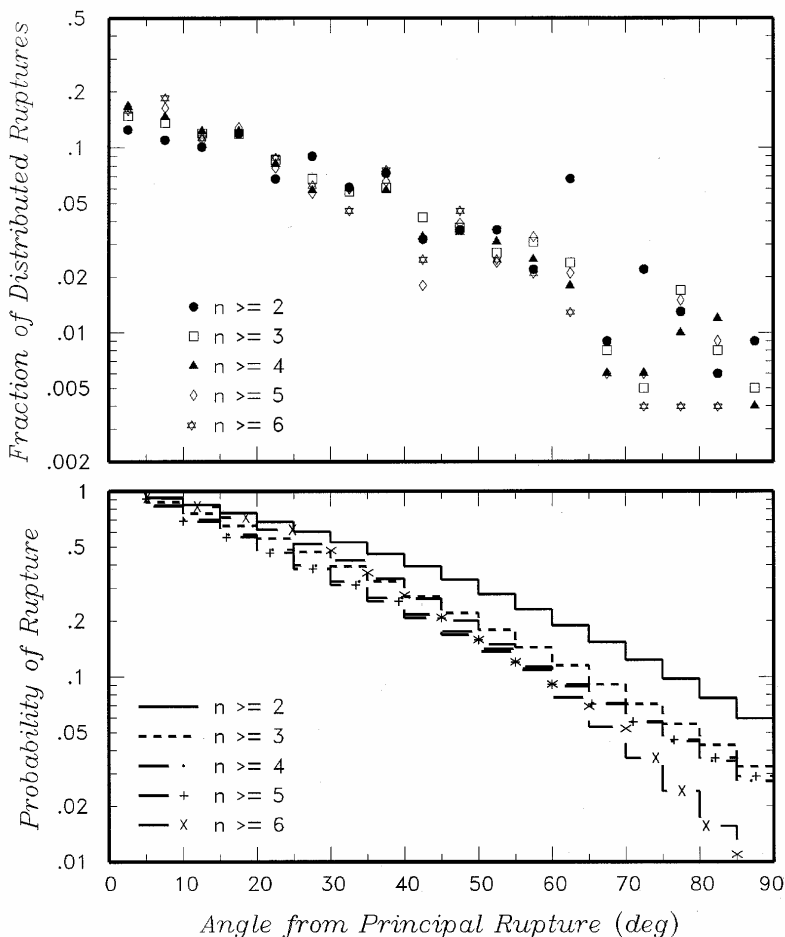 Fraction of Distributed Ruptures
.5
.2
.1
.05
.02
.01
.005
.002
n >= 2
n >= 3
n >= 4
n >= 5
n >= 6
Probability of Rupture
1
.5
.2
.1
.05
.02
.01
n >= 2
n >= 3
n >= 4
n >= 5
n >= 6
0 10 20 30 40 50 60 70 80 90
Angle from Principal Rupture (deg)